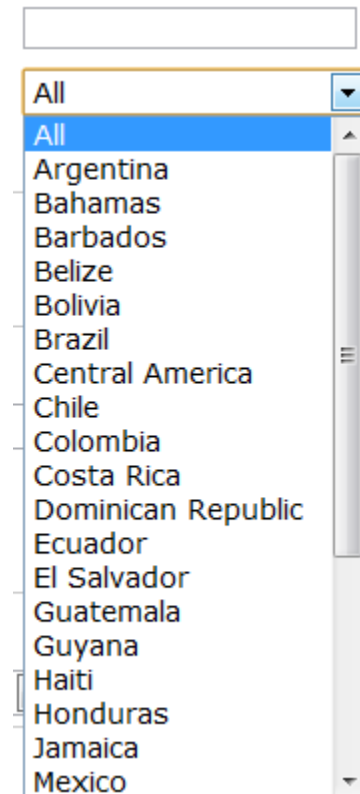 All
All
Argentina
Bahamas
Barbados
Belize
Bolivia
Brazil
Central America
Chile
Colombia
Costa Rica
Dominican Republic
Ecuador
El Salvador
Guatemala
Guyana
Haiti
Honduras
Jamaica
Mexico